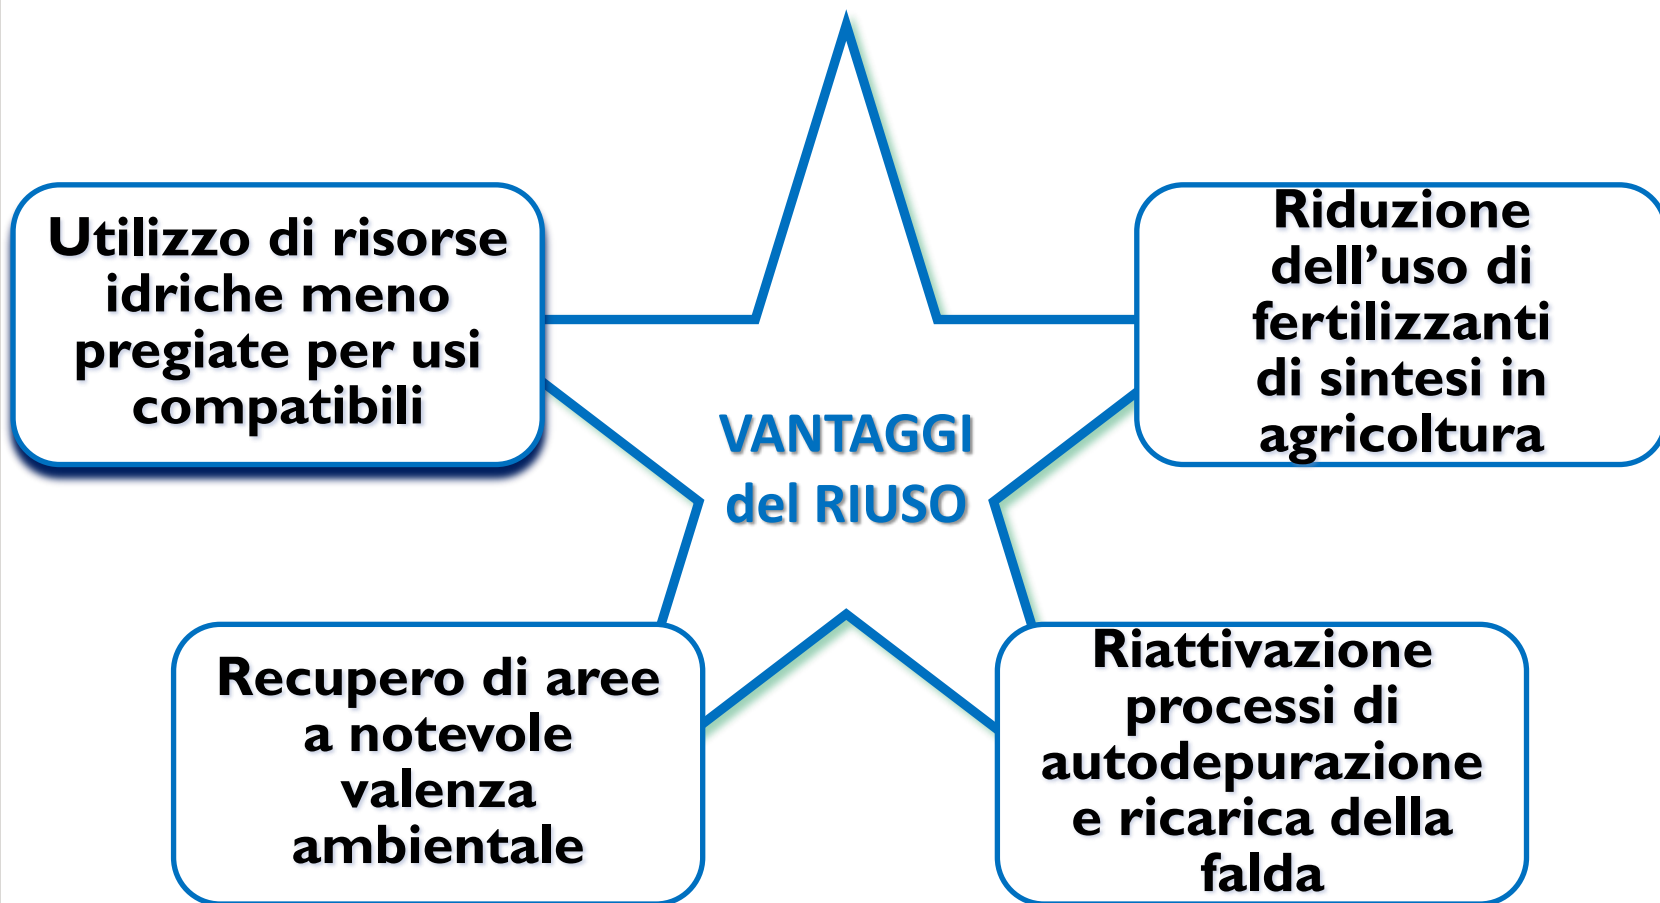 Utilizzo di risorse
idriche meno
pregiate per usi
compatibili
Riduzione
dell’uso di
fertilizzanti
di sintesi in
agricoltura
VANTAGGI
del RIUSO
Recupero di aree
a notevole
valenza
ambientale
Riattivazione
processi di
autodepurazione
e ricarica della
falda